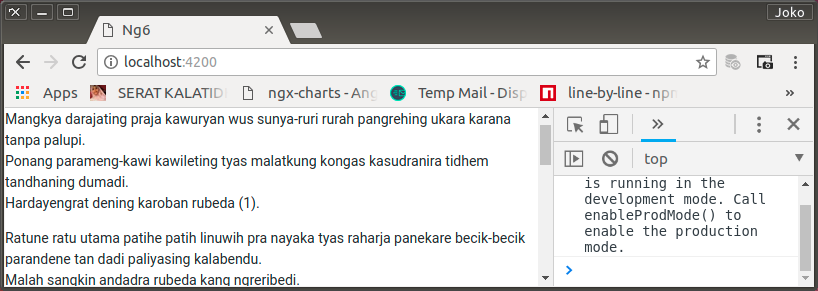 Joko
Ng6
localhost:4200
Apps SERAT KALATID ngx-charts - Ang Temp Mail - Disp line-by-line - npm
Mangkya darajating praja kawuryan wus sunya-ruri rurah pangrehing ukara karana
tanpa palupi.
Ponang parameng-kawi kawileting tyas malatkung kongas kasudranira tidhem
tandhaning dumadi.
Hardayengrat dening karoban rubeda (1).
Ratune ratu utama patihe patih linuwih pra nayaka tyas raharja panekare becik-becik
parandene tan dadi paliyasing kalabendu.
Malah sangkin andadra rubeda kang ngreribedi.
top
is running in the
development mode. Call
enableProdMode() to
enable the production
mode.